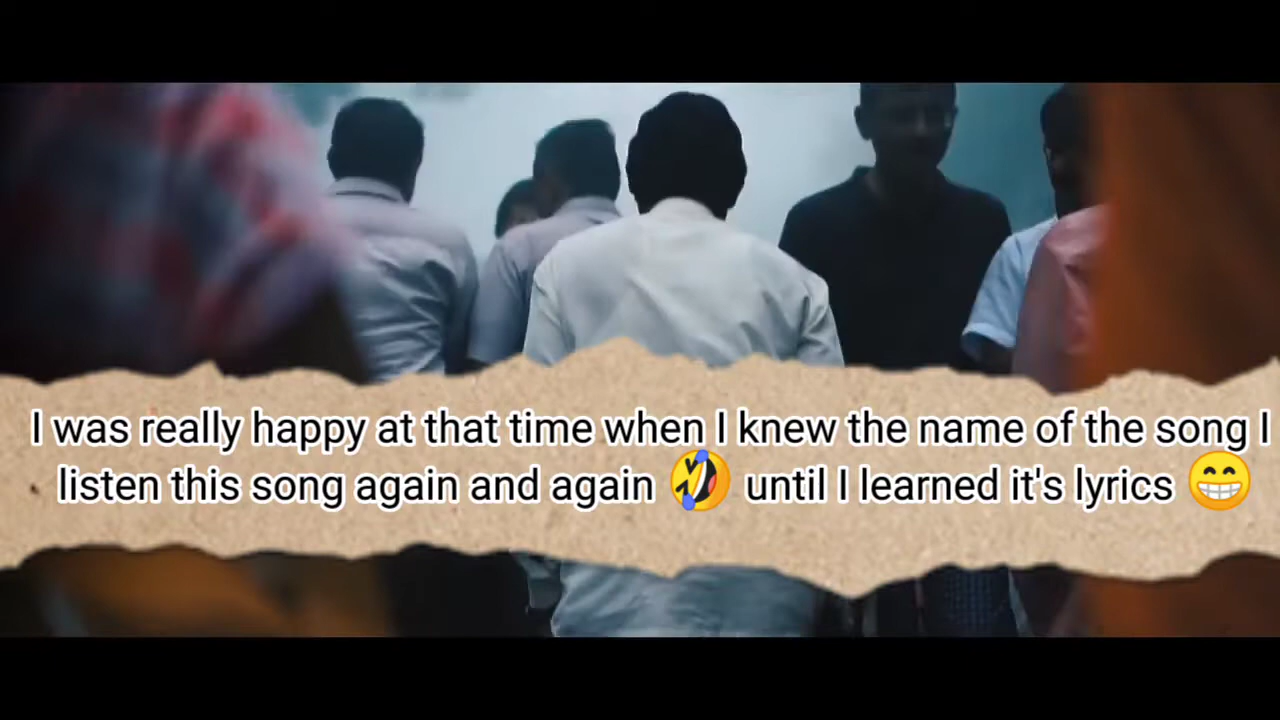 I was really happy at that time when I knew the name of the song I
listen this song again and again 🤣 until I learned it's lyrics 😁